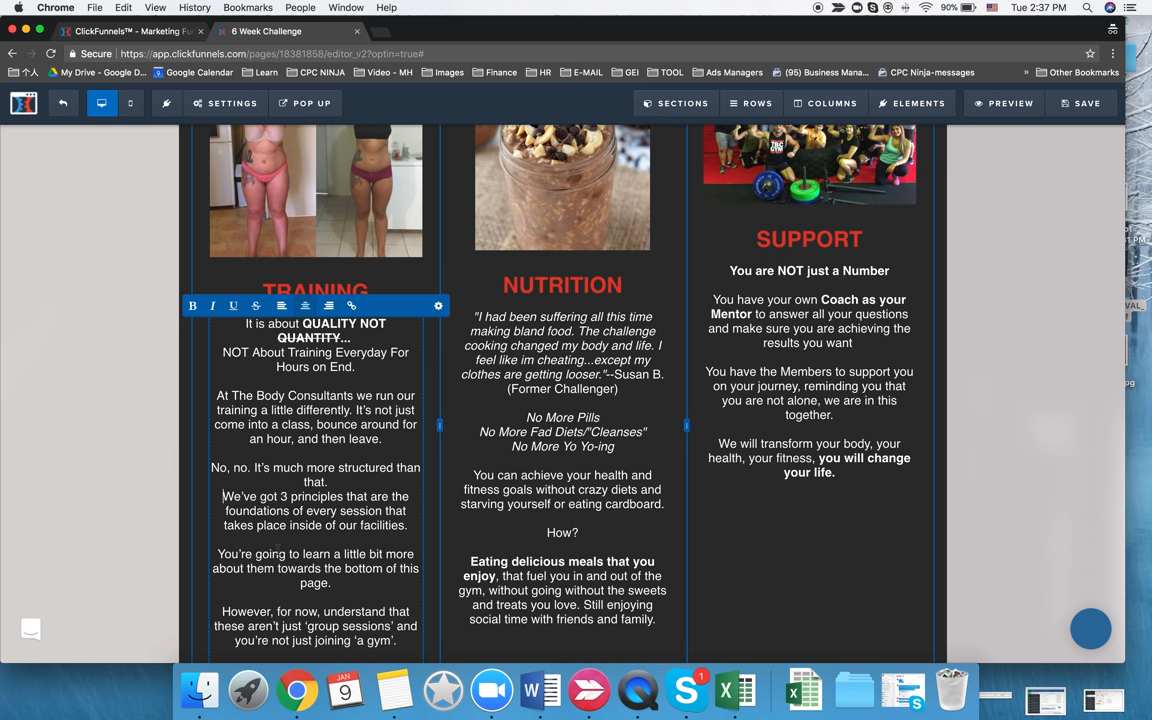 Chrome File Edit View History Bookmarks People Window Help
90% Tue 2:37 PM
ClickFunnels™ - Marketing Fu
6 Week Challenge
Secure https://app.clickfunnels.com/pages/18381858/editor_v2?optin=true#
个人 My Drive - Google D... Google Calendar Learn CPC NINJA Video - MH Images Finance HR E-MAIL GEI TOOL Ads Managers (95) Business Mana... CPC Ninja-messages » Other Bookmarks
SETTINGS POP UP SECTIONS ROWS COLUMNS ELEMENTS PREVIEW SAVE
TRAINING
B I U S
It is about QUALITY NOT
QUANTITY...
NOT About Training Everyday For
Hours on End.
At The Body Consultants we run our
training a little differently. It's not just
come into a class, bounce around for
an hour, and then leave.
No, no. It's much more structured than
that.
We've got 3 principles that are the
foundations of every session that
takes place inside of our facilities.
You're going to learn a little bit more
about them towards the bottom of this
page.
However, for now, understand that
these aren't just 'group sessions' and
you're not just joining 'a gym'.
NUTRITION
"I had been suffering all this time
making bland food. The challenge
cooking changed my body and life. I
feel like im cheating...except my
clothes are getting looser."--Susan B.
(Former Challenger)
No More Pills
No More Fad Diets/"Cleanses"
No More Yo Yo-ing
You can achieve your health and
fitness goals without crazy diets and
starving yourself or eating cardboard.
How?
Eating delicious meals that you
enjoy, that fuel you in and out of the
gym, without going without the sweets
and treats you love. Still enjoying
social time with friends and family.
SUPPORT
You are NOT just a Number
You have your own Coach as your
Mentor to answer all your questions
and make sure you are achieving the
results you want
You have the Members to support you
on your journey, reminding you that
you are not alone, we are in this
together.
We will transform your body, your
health, your fitness, you will change
your life.
JAN
9
1